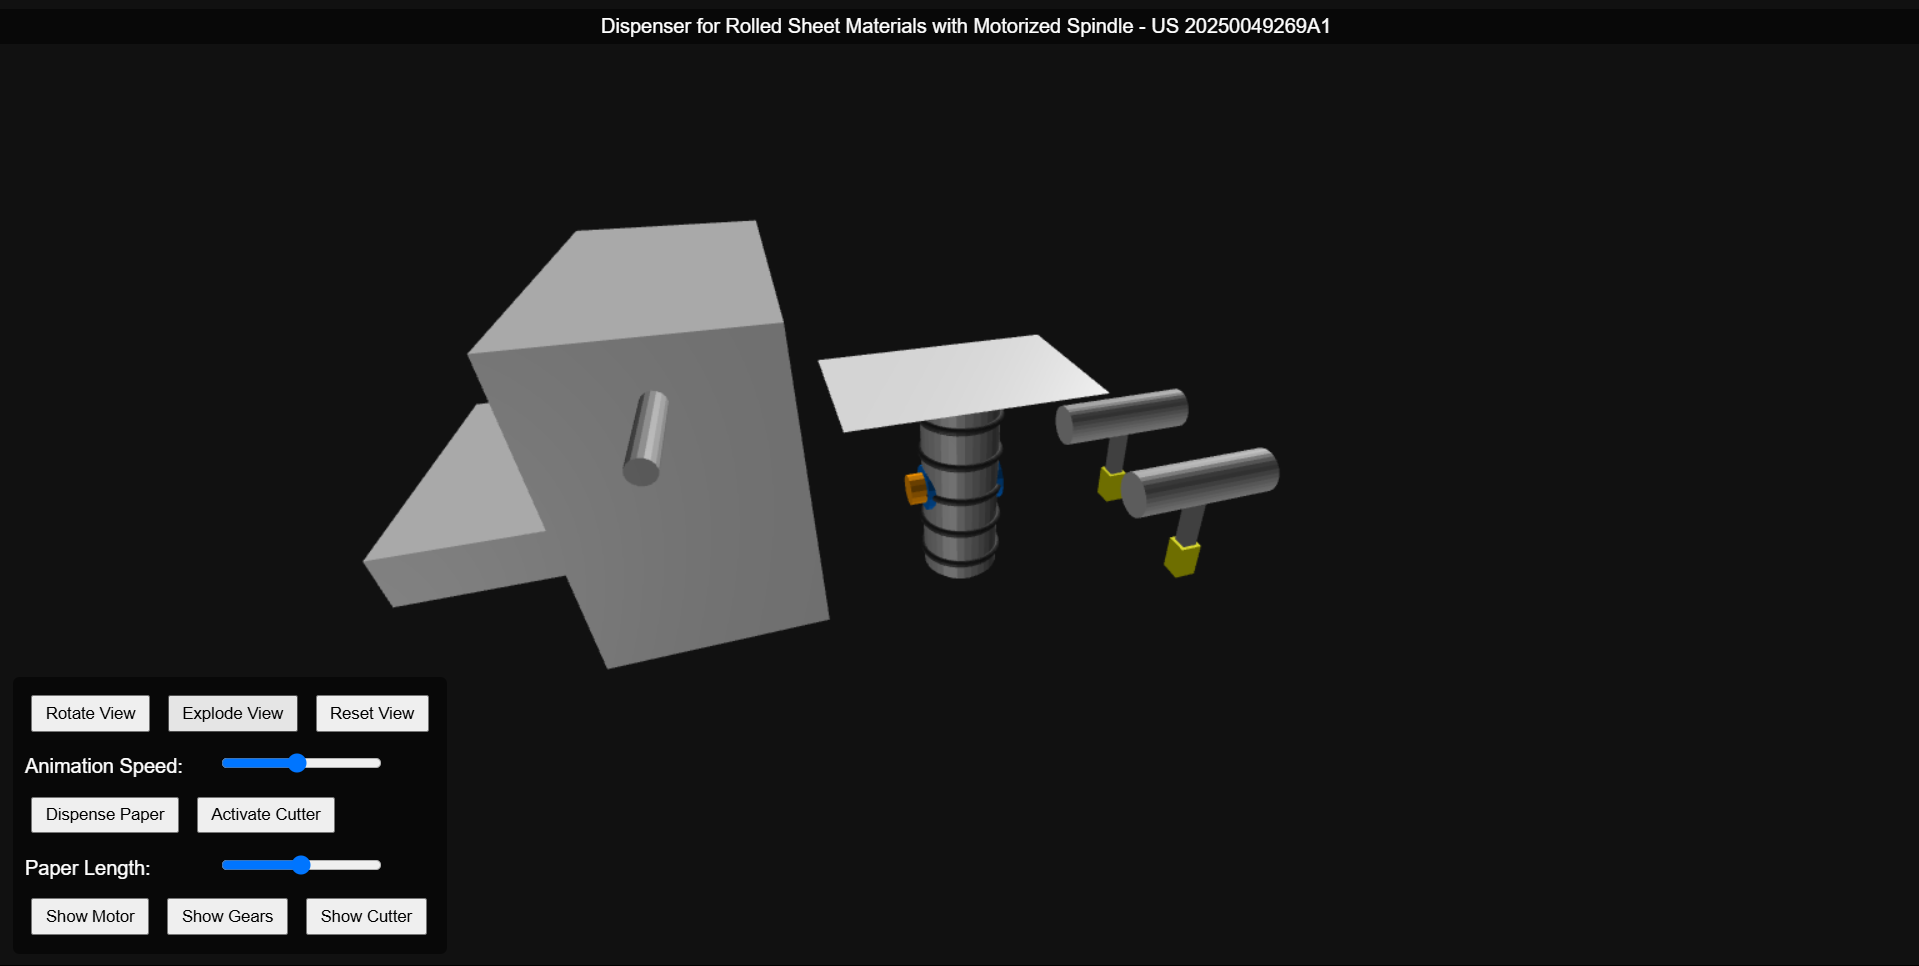 Dispenser for Rolled Sheet Materials with Motorized Spindle - US 20250049269A1
Rotate View Explode View Reset View
Animation Speed:
Dispense Paper Activate Cutter
Paper Length:
Show Motor Show Gears Show Cutter